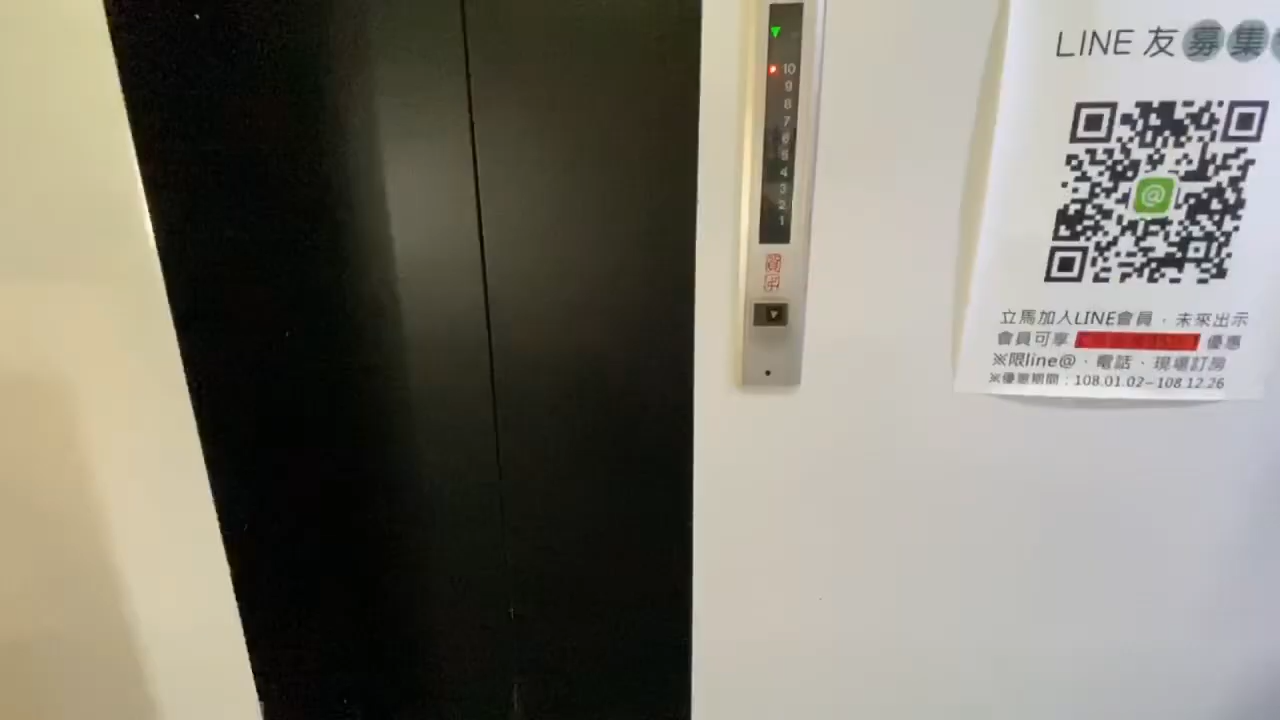 10
9
8
7
6
5
4
3
2
1
LINE 友募集
立馬加入LINE會員，未來出示
會員可享 優惠
※限line@、電話、現場訂房
※優惠期間：108.01.02－108.12.26